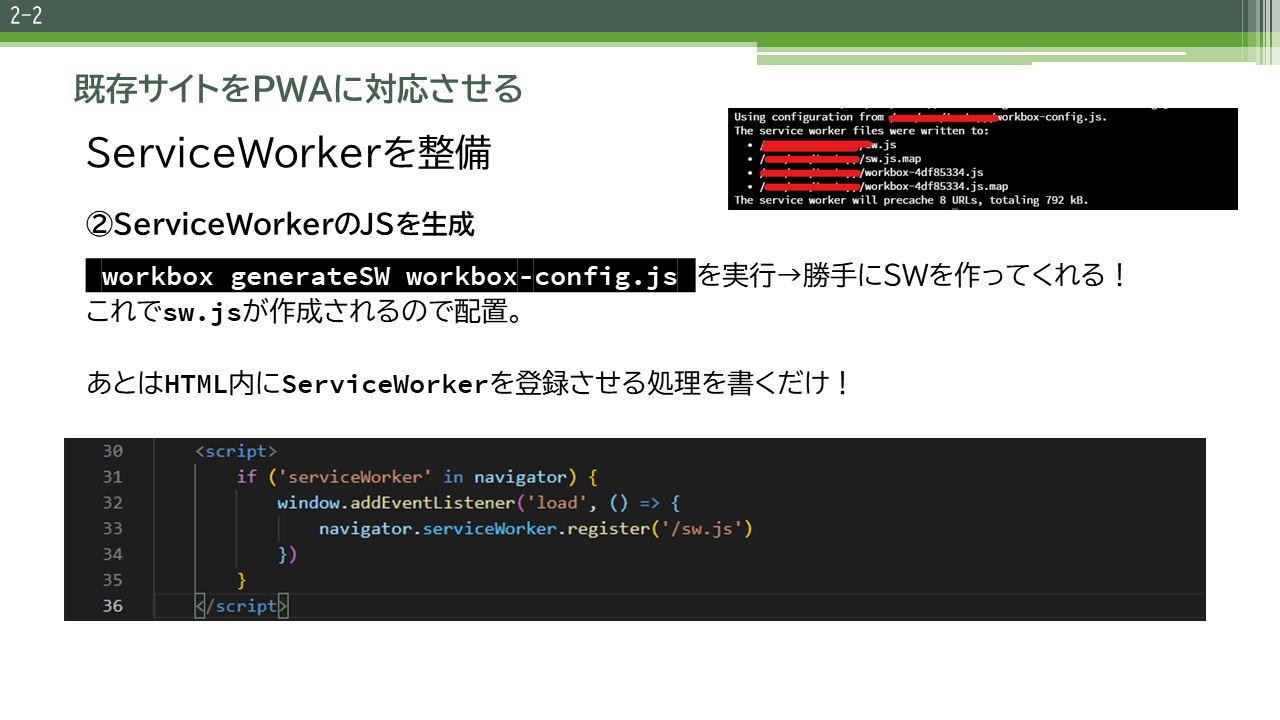 2-2
既存サイトをPWAに対応させる
ServiceWorkerを整備
Using configuration from workbox-config.js.
The service worker files were written to:
• /sw.js
• /sw.js.map
• /workbox-4df85334.js
• /workbox-4df85334.js.map
The service worker will precache 8 URLs, totaling 792 kB.
②ServiceWorkerのJSを生成
workbox generateSW workbox-config.js を実行→勝手にSWを作ってくれる！
これでsw.jsが作成されるので配置。
あとはHTML内にServiceWorkerを登録させる処理を書くだけ！
30 <script>
31 if ('serviceWorker' in navigator) {
32 window.addEventListener('load', () => {
33 navigator.serviceWorker.register('/sw.js')
34 })
35 }
36 </script>